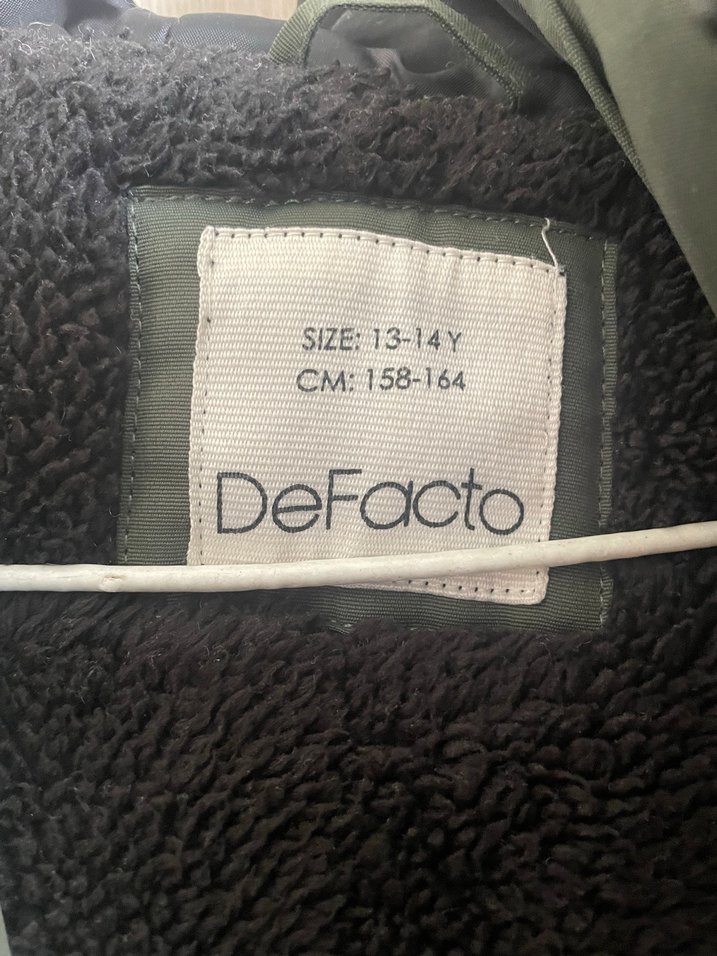 SIZE: 13-14 Y
CM: 158-164
DeFacto